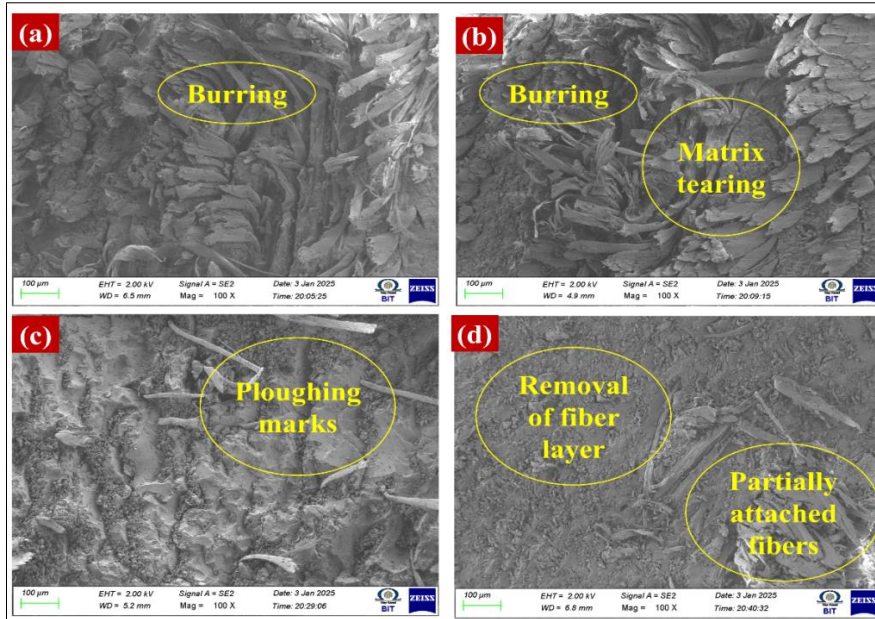 (a)
Burring
100 µm
EHT = 2.00 kV
Signal A = SE2
Date: 3 Jan 2025
WD = 6.5 mm
Mag = 100 X
Time: 20:05:25
BIT
ZEISS
(b)
Burring
Matrix
tearing
100 µm
EHT = 2.00 kV
Signal A = SE2
Date: 3 Jan 2025
WD = 4.9 mm
Mag = 100 X
Time: 20:09:15
BIT
ZEISS
(c)
Ploughing
marks
100 µm
EHT = 2.00 kV
Signal A = SE2
Date: 3 Jan 2025
WD = 5.2 mm
Mag = 100 X
Time: 20:29:06
BIT
ZEISS
(d)
Removal
of fiber
layer
Partially
attached
fibers
100 µm
EHT = 2.00 kV
Signal A = SE2
Date: 3 Jan 2025
WD = 6.8 mm
Mag = 100 X
Time: 20:40:32
BIT
ZEISS